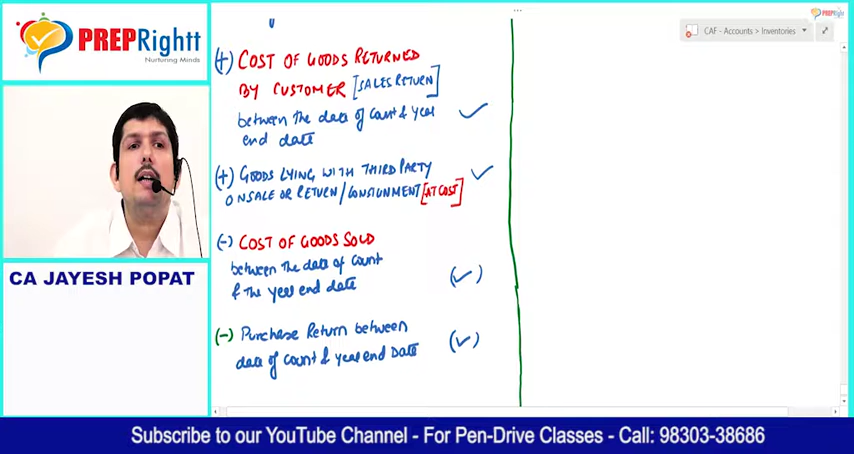 PREPRightt
Nurturing Minds
PREPRightt
CAF - Accounts > Inventories
(+) COST OF GOODS RETURNED
BY CUSTOMER [SALES RETURN]
between the date of count & year
end date
(+) GOODS LYING WITH THIRD PARTY
ON SALE OR RETURN/CONSIGNMENT [AT COST]
(-) COST OF GOODS SOLD
between the date of count
& the year end date
(-) Purchase Return between
date of count & year end Date
CA JAYESH POPAT
Subscribe to our YouTube Channel - For Pen-Drive Classes - Call: 98303-38686